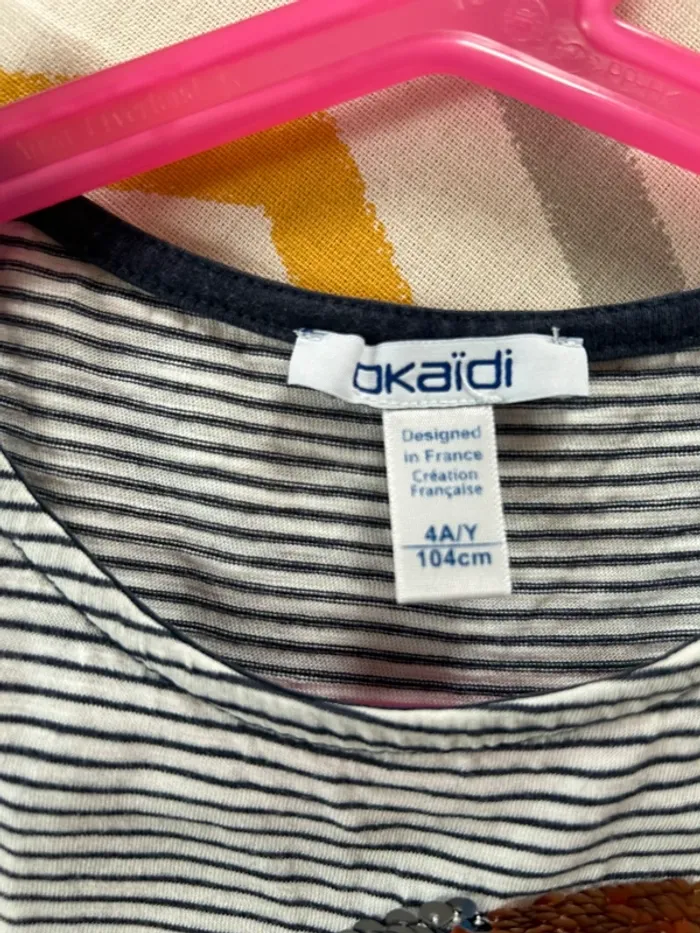 okaïdi
Designed
in France
Création
Française
4A/Y
104cm